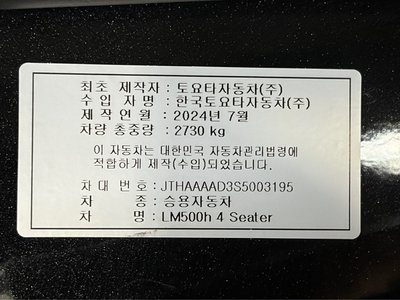 최초 제작자 : 토요타자동차(주)
수 입 자 명 : 한국토요타자동차(주)
제 작 연 월 : 2024년 7월
차량 총중량 : 2730 kg
이 자동차는 대한민국 자동차관리법령에
적합하게 제작(수입)되었습니다.
차 대 번 호 : JTHAAAAD3S5003195
차 종 : 승용자동차
차 명 : LM500h 4 Seater